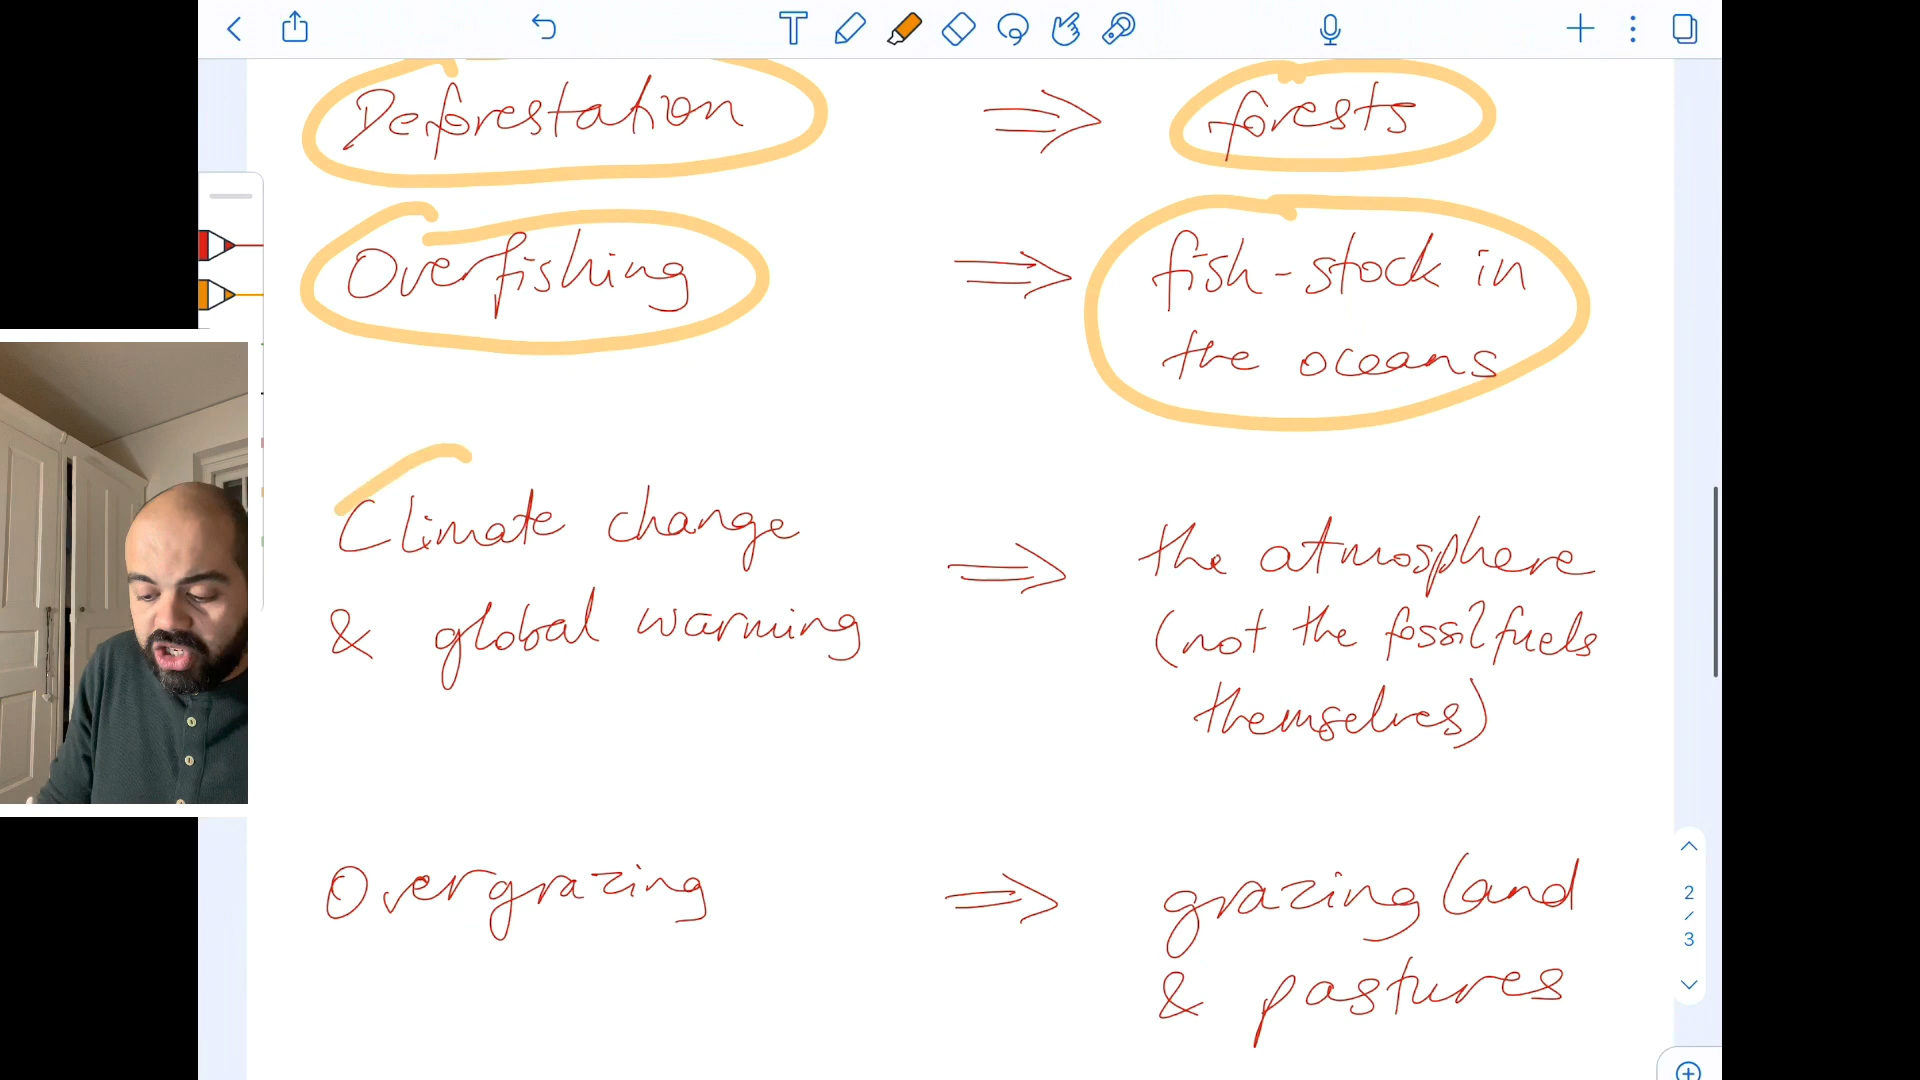 Deforestation ⇒ forests
Overfishing ⇒ fish-stock in
the oceans
Climate change
& global warming ⇒ the atmosphere
(not the fossil fuels
themselves)
Overgrazing ⇒ grazing land
& pastures
2
/
3